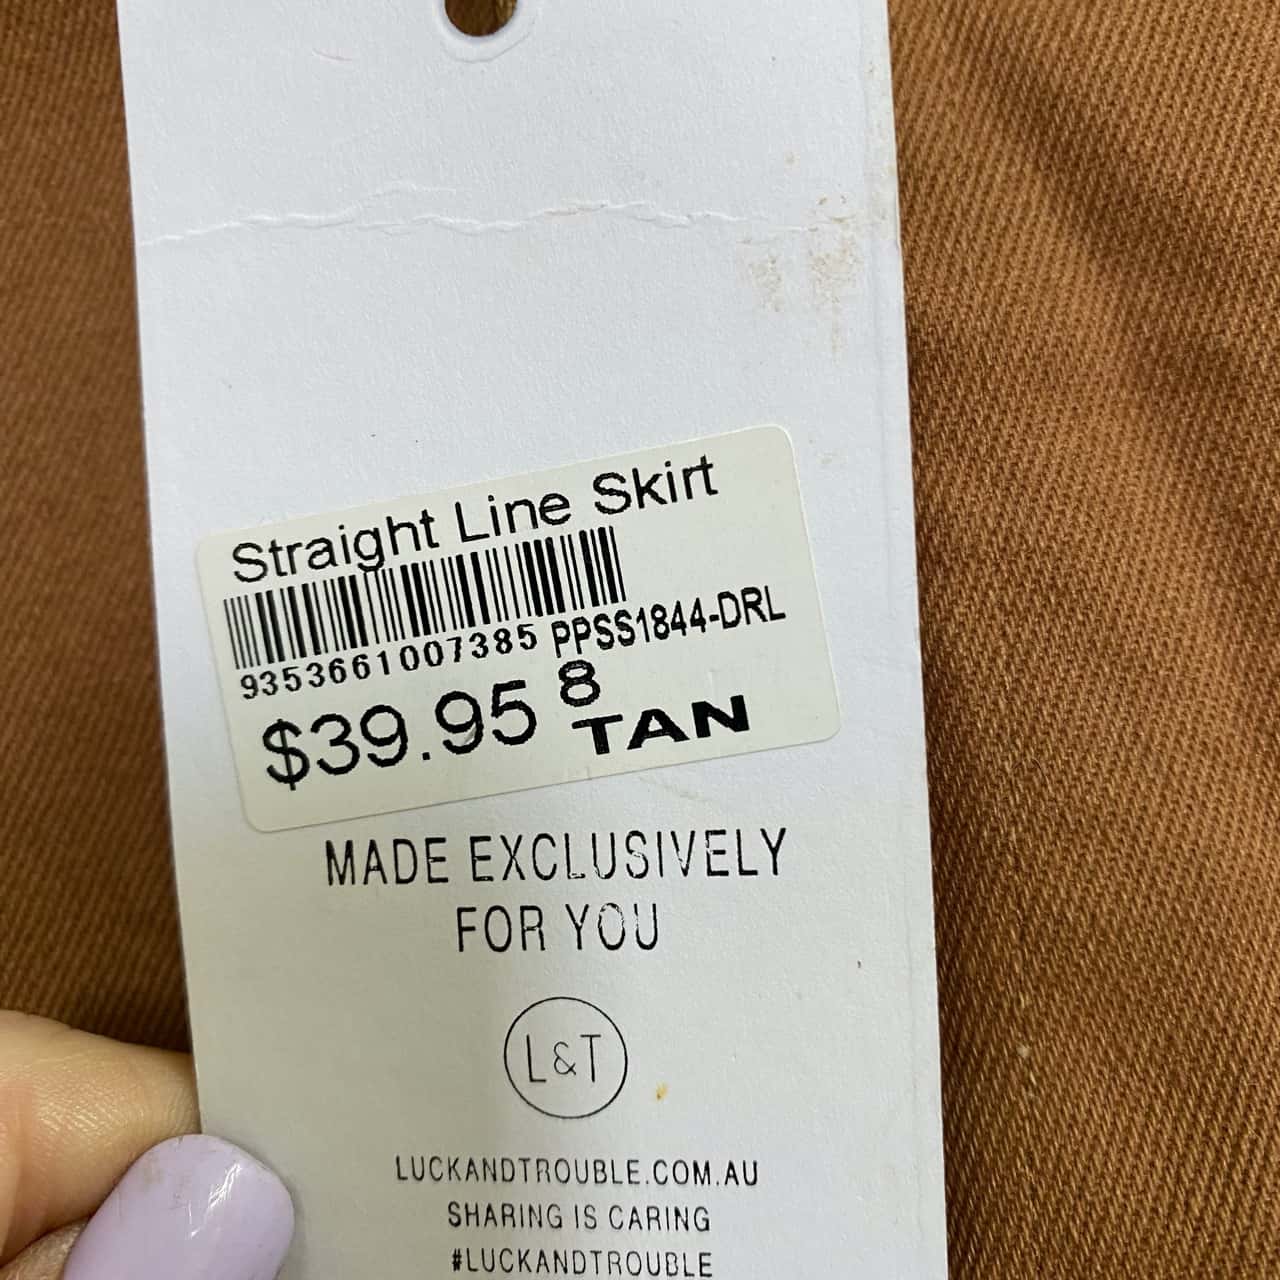 Straight Line Skirt
9353661007385 PPSS1844-DRL
$39.95 8
TAN
MADE EXCLUSIVELY
FOR YOU
L&T
LUCKANDTROUBLE.COM.AU
SHARING IS CARING
#LUCKANDTROUBLE